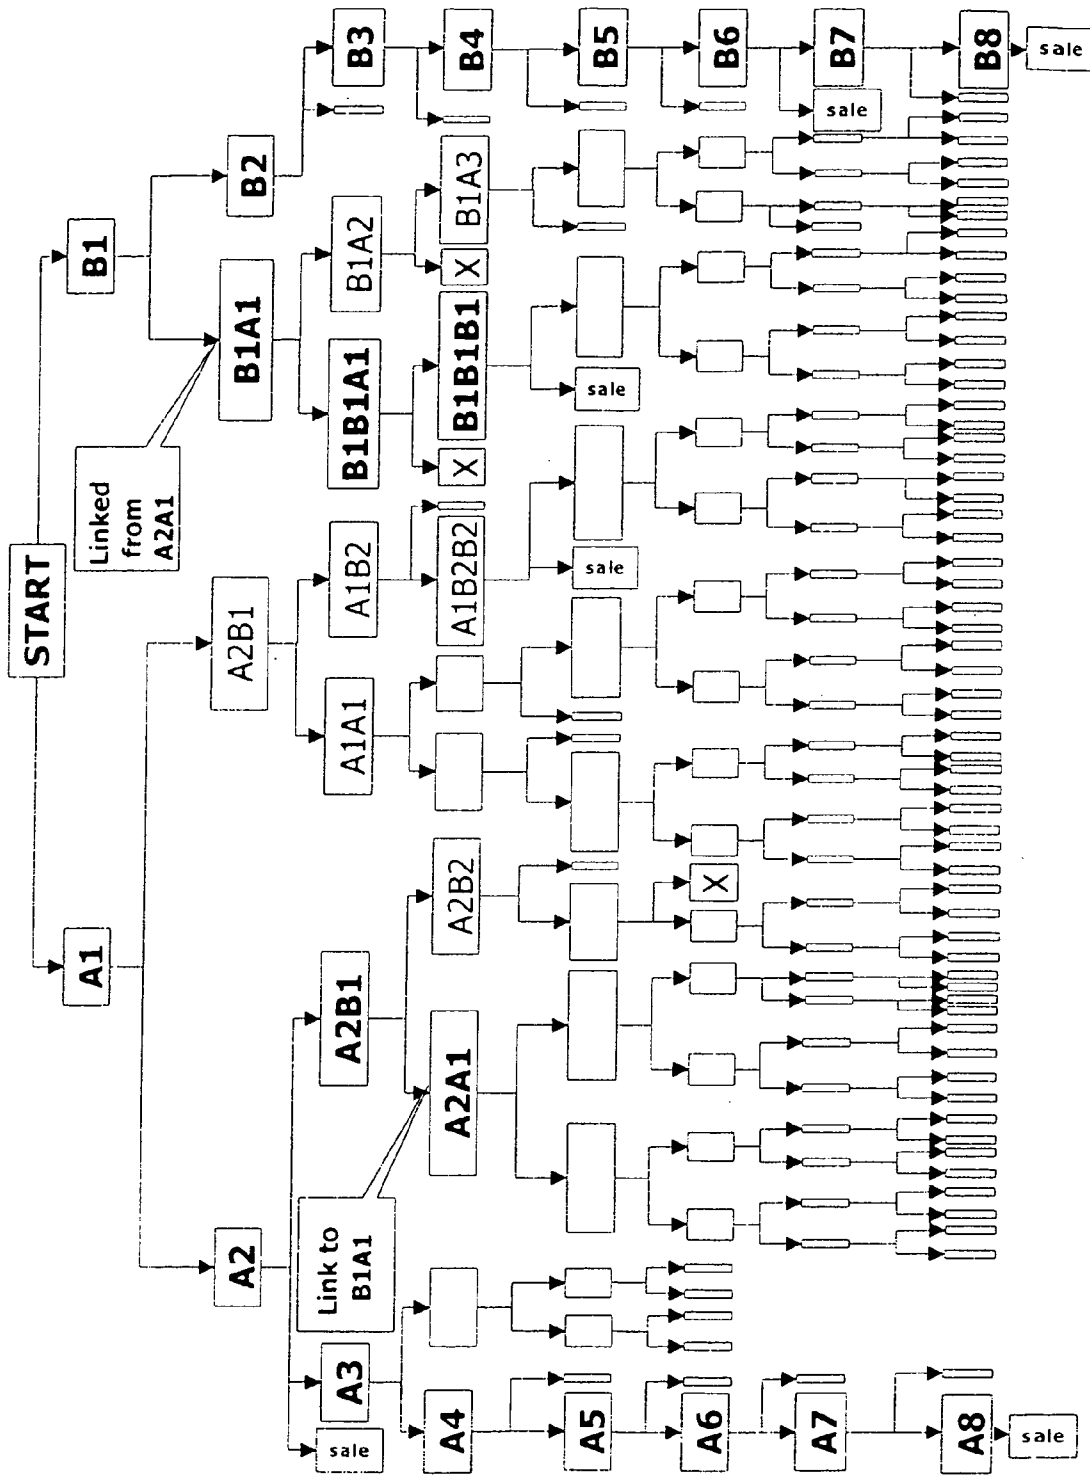 START
A1
B1
Linked
from
A2A1
A2
A2B1
B1A1
B2
Link to
B1A1
sale
A3
A2B1
A1A1
A1B2
B1B1A1
B1A2
B3
A4
A2A1
A2B2
A1B2B2
X
B1B1B1
X
B1A3
B4
A5
sale
sale
B5
A6
X
B6
A7
sale
B7
A8
B8
sale
sale